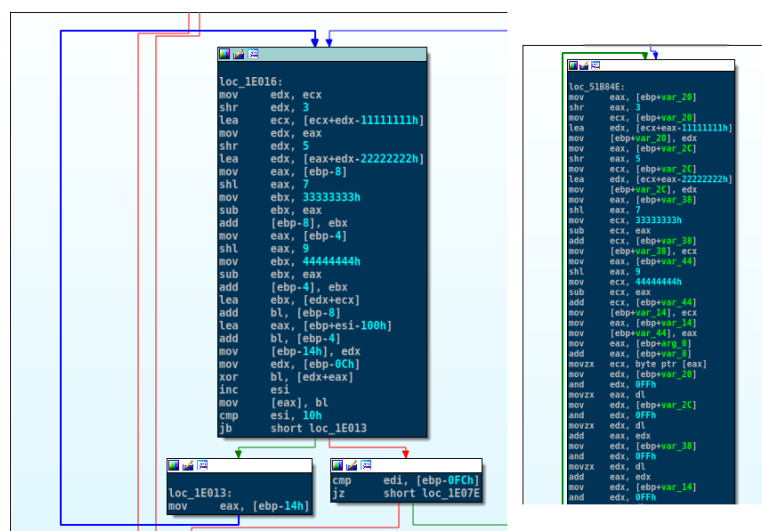 loc_1E016:
mov edx, ecx
shr edx, 3
lea ecx, [ecx+edx-11111111h]
mov edx, eax
shr edx, 5
lea edx, [eax+edx-22222222h]
mov eax, [ebp-8]
shl eax, 7
mov ebx, 33333333h
sub ebx, eax
add [ebp-8], ebx
mov eax, [ebp-4]
shl eax, 9
mov ebx, 44444444h
sub ebx, eax
add [ebp-4], ebx
lea ebx, [edx+ecx]
add bl, [ebp-8]
lea eax, [ebp+esi-100h]
add bl, [ebp-4]
mov [ebp-14h], edx
mov edx, [ebp-0Ch]
xor bl, [edx+eax]
inc esi
mov [eax], bl
cmp esi, 10h
jb short loc_1E013
loc_1E013:
mov eax, [ebp-14h]
cmp edi, [ebp-0FCh]
jz short loc_1E07E
loc_51B84E:
mov eax, [ebp+var_20]
shr eax, 3
mov ecx, [ebp+var_20]
lea edx, [ecx+eax-11111111h]
mov [ebp+var_20], edx
mov eax, [ebp+var_2C]
shr eax, 5
mov ecx, [ebp+var_2C]
lea edx, [ecx+eax-22222222h]
mov [ebp+var_2C], edx
mov eax, [ebp+var_38]
shl eax, 7
mov ecx, 33333333h
sub ecx, eax
add ecx, [ebp+var_38]
mov [ebp+var_38], ecx
mov eax, [ebp+var_44]
shl eax, 9
mov ecx, 44444444h
sub ecx, eax
add ecx, [ebp+var_44]
mov [ebp+var_14], ecx
mov eax, [ebp+var_14]
mov [ebp+var_44], eax
mov eax, [ebp+arg_0]
add eax, [ebp+var_8]
movzx ecx, byte ptr [eax]
mov edx, [ebp+var_20]
and edx, 0FFh
movzx eax, dl
mov edx, [ebp+var_2C]
and edx, 0FFh
movzx edx, dl
add eax, edx
mov edx, [ebp+var_38]
and edx, 0FFh
movzx edx, dl
add eax, edx
mov edx, [ebp+var_14]
and edx, 0FFh